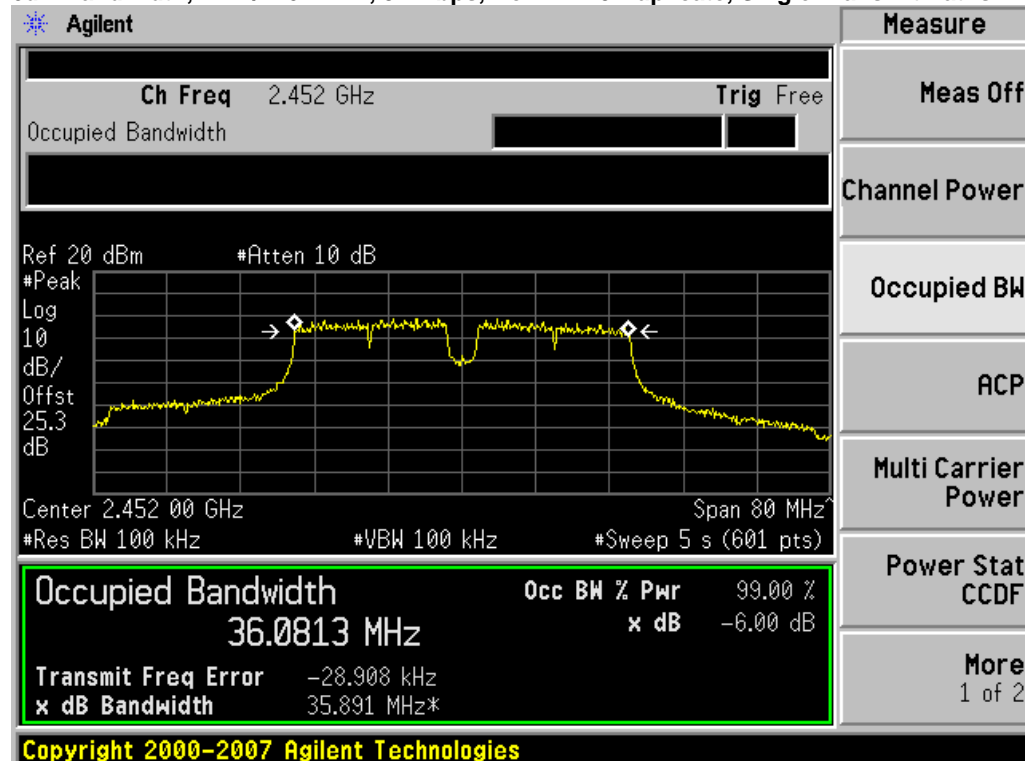 Agilent
Measure
Ch Freq 2.452 GHz Trig Free
Occupied Bandwidth
Meas Off
Channel Power
Occupied BW
ACP
Multi Carrier
Power
Power Stat
CCDF
More
1 of 2
Ref 20 dBm #Atten 10 dB
#Peak
Log
10
dB/
Offst
25.3
dB
Center 2.452 00 GHz Span 80 MHz^
#Res BW 100 kHz #VBW 100 kHz #Sweep 5 s (601 pts)
Occupied Bandwidth
36.0813 MHz
Occ BW % Pwr 99.00 %
x dB -6.00 dB
Transmit Freq Error -28.908 kHz
x dB Bandwidth 35.891 MHz*
Copyright 2000-2007 Agilent Technologies